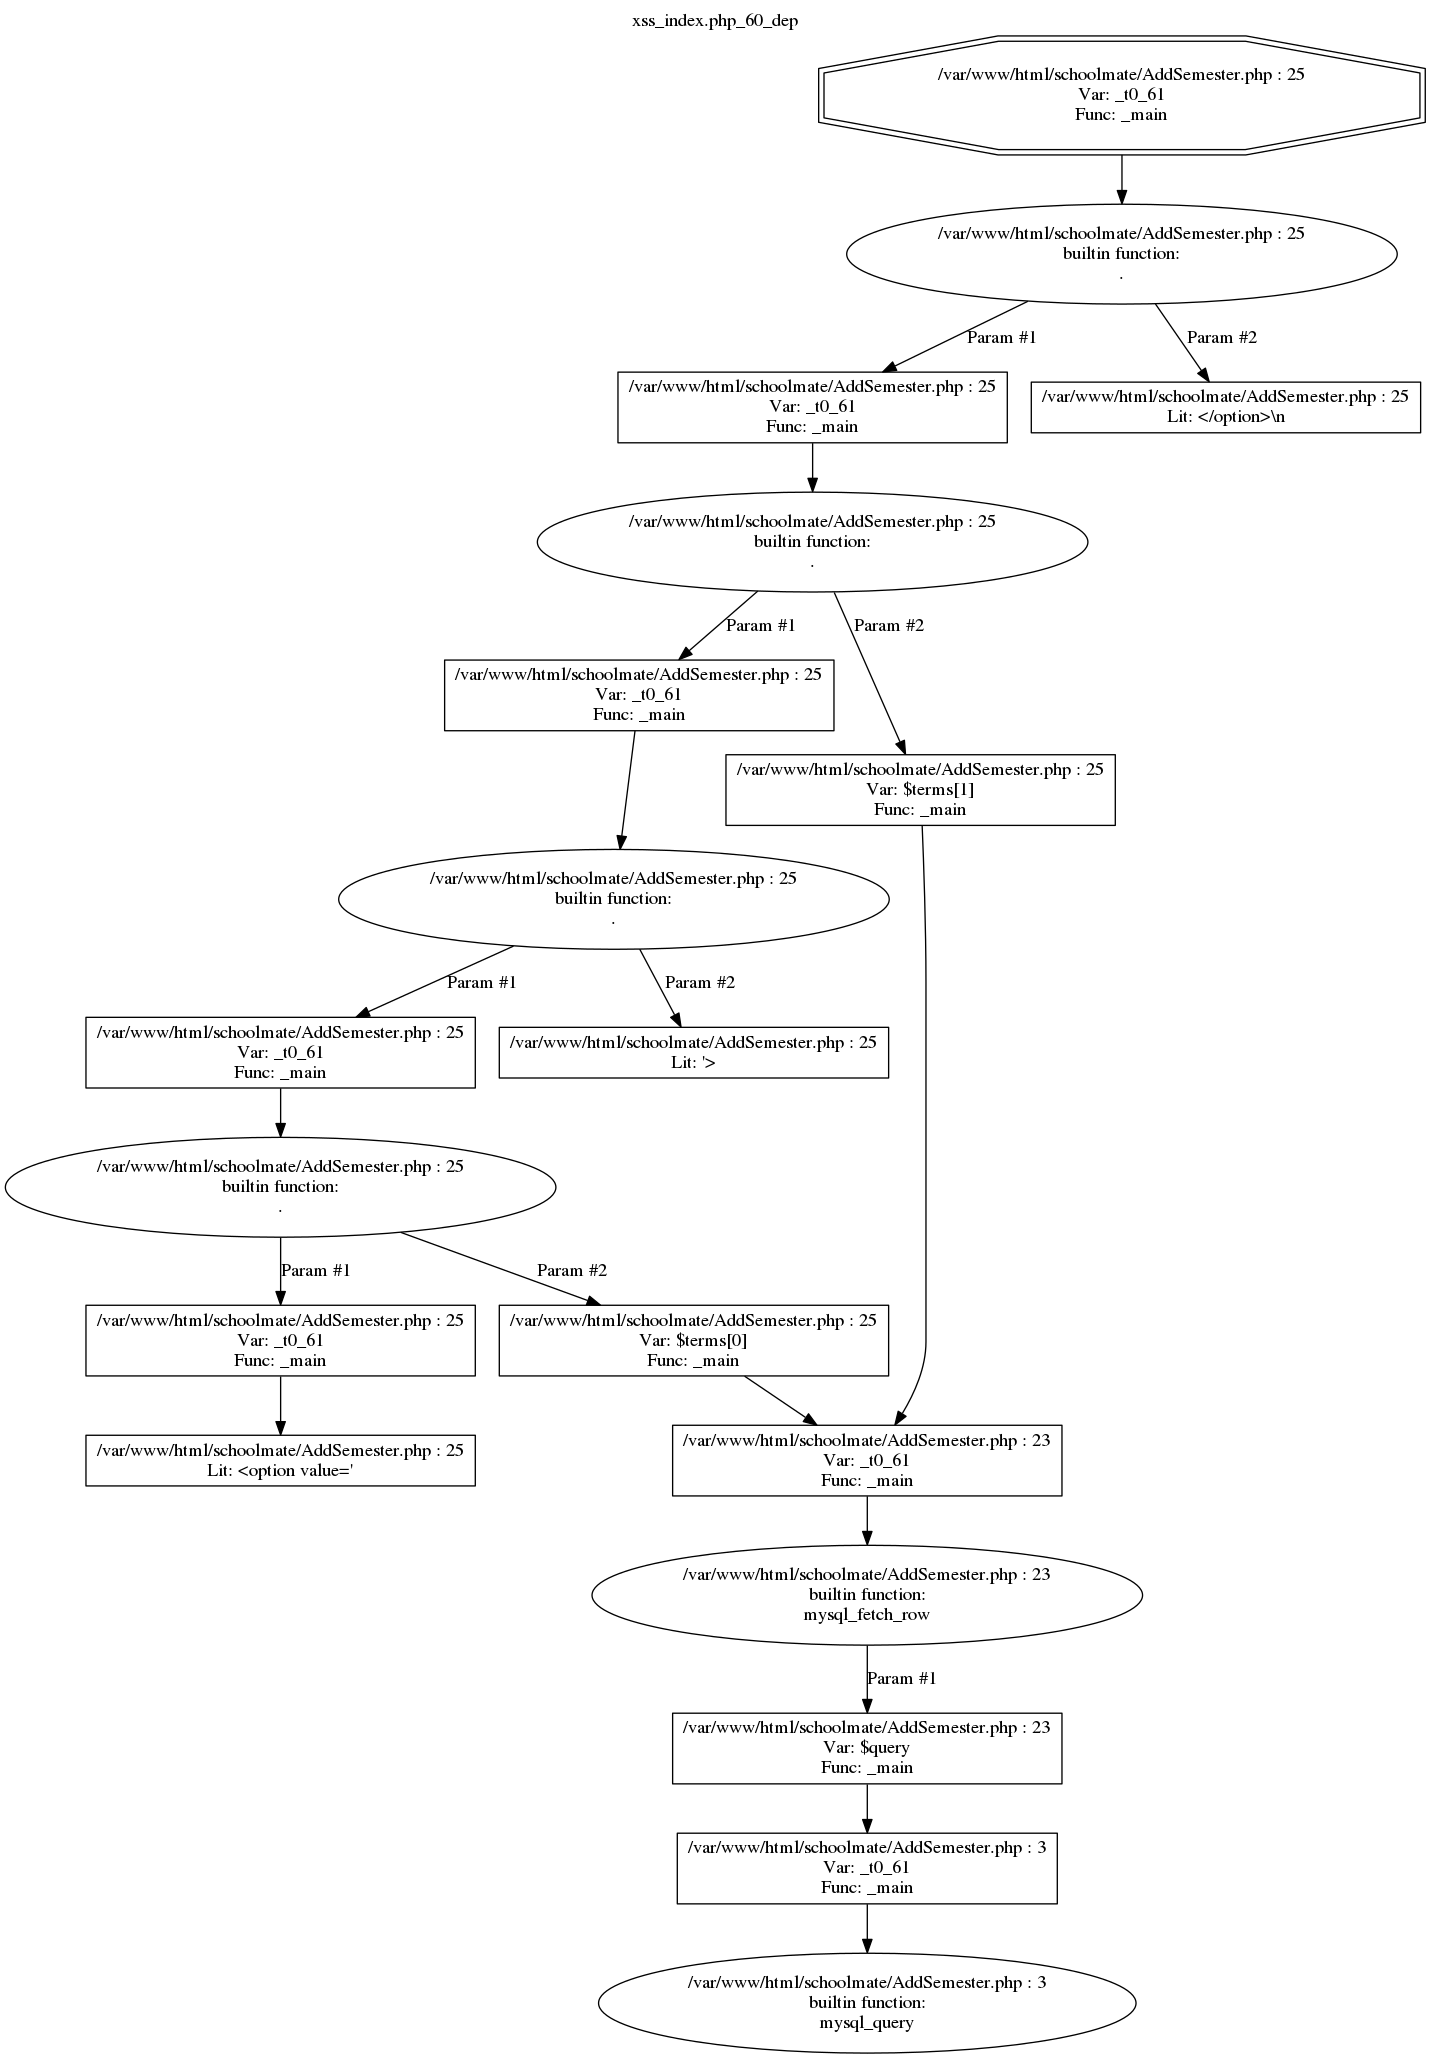 xss_index.php_60_dep
/var/www/html/schoolmate/AddSemester.php : 25
Var: _t0_61
Func: _main
/var/www/html/schoolmate/AddSemester.php : 25
builtin function:
.
Param #1
Param #2
/var/www/html/schoolmate/AddSemester.php : 25
Var: _t0_61
Func: _main
/var/www/html/schoolmate/AddSemester.php : 25
Lit: </option>\n
/var/www/html/schoolmate/AddSemester.php : 25
builtin function:
.
Param #1
Param #2
/var/www/html/schoolmate/AddSemester.php : 25
Var: _t0_61
Func: _main
/var/www/html/schoolmate/AddSemester.php : 25
Var: $terms[1]
Func: _main
/var/www/html/schoolmate/AddSemester.php : 25
builtin function:
.
Param #1
Param #2
/var/www/html/schoolmate/AddSemester.php : 25
Var: _t0_61
Func: _main
/var/www/html/schoolmate/AddSemester.php : 25
Lit: '>
/var/www/html/schoolmate/AddSemester.php : 25
builtin function:
.
Param #1
Param #2
/var/www/html/schoolmate/AddSemester.php : 25
Var: _t0_61
Func: _main
/var/www/html/schoolmate/AddSemester.php : 25
Var: $terms[0]
Func: _main
/var/www/html/schoolmate/AddSemester.php : 25
Lit: <option value='
/var/www/html/schoolmate/AddSemester.php : 23
Var: _t0_61
Func: _main
/var/www/html/schoolmate/AddSemester.php : 23
builtin function:
mysql_fetch_row
Param #1
/var/www/html/schoolmate/AddSemester.php : 23
Var: $query
Func: _main
/var/www/html/schoolmate/AddSemester.php : 3
Var: _t0_61
Func: _main
/var/www/html/schoolmate/AddSemester.php : 3
builtin function:
mysql_query